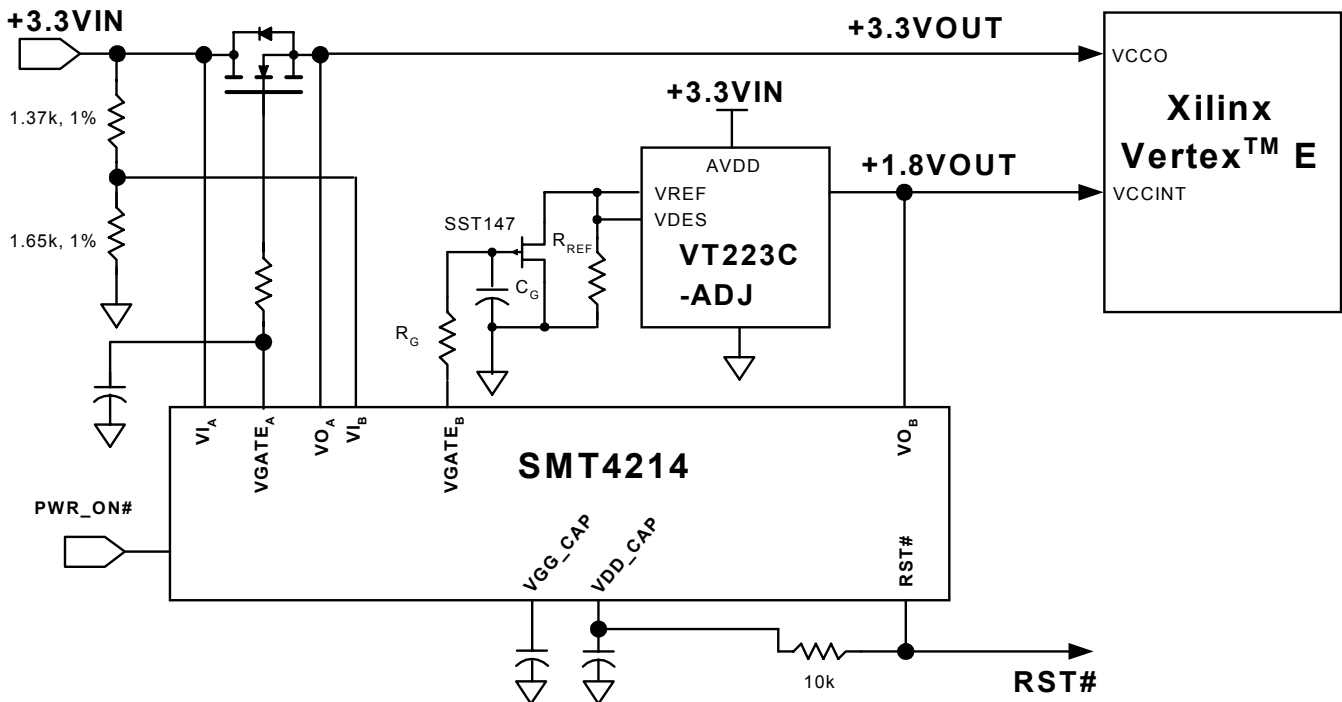 +3.3VIN
+3.3VOUT
VCCO
Xilinx
Vertex™ E
+3.3VIN
1.37k, 1%
AVDD
+1.8VOUT
VREF
VCCINT
SST147
VDES
1.65k, 1%
RREF
VT223C
-ADJ
CG
RG
VIA
VGATEA
VOA
VIB
VGATEB
VOB
SMT4214
PWR_ON#
VGG_CAP
VDD_CAP
RST#
10k
RST#